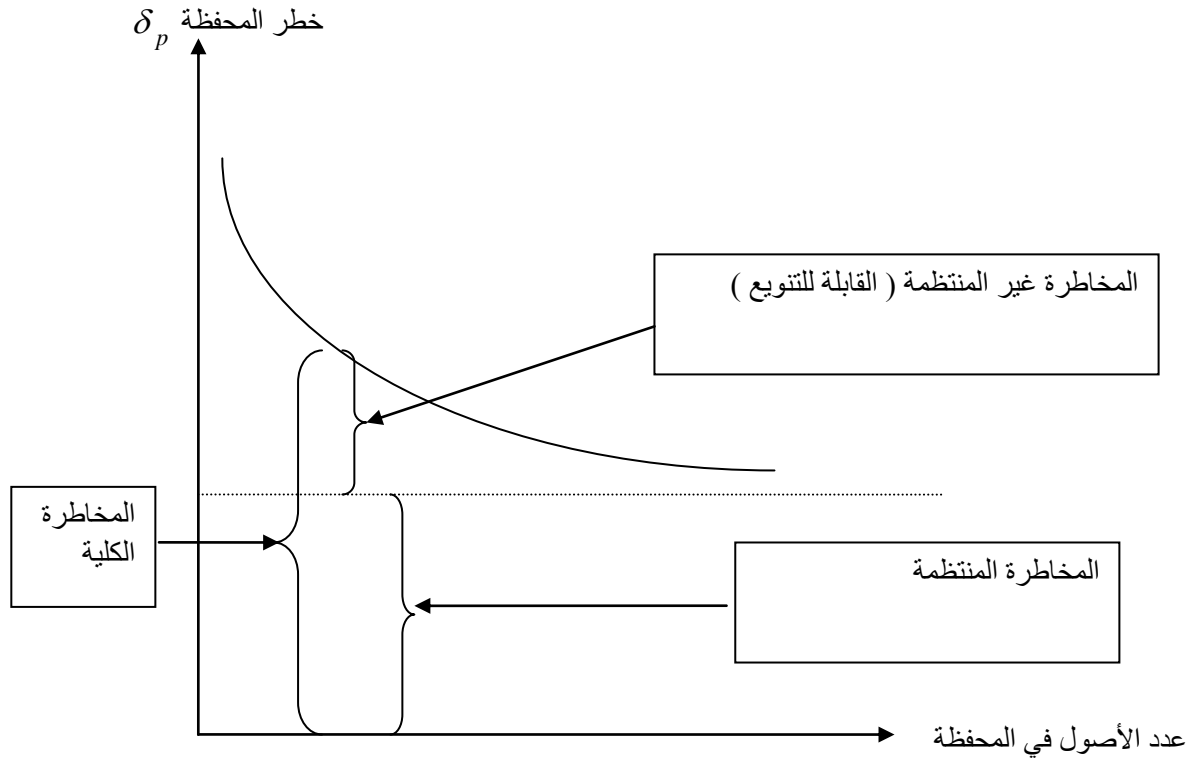 خطر المحفظة δp
المخاطرة غير المنتظمة ( القابلة للتنويع )
المخاطرة
الكلية
المخاطرة المنتظمة
عدد الأصول في المحفظة